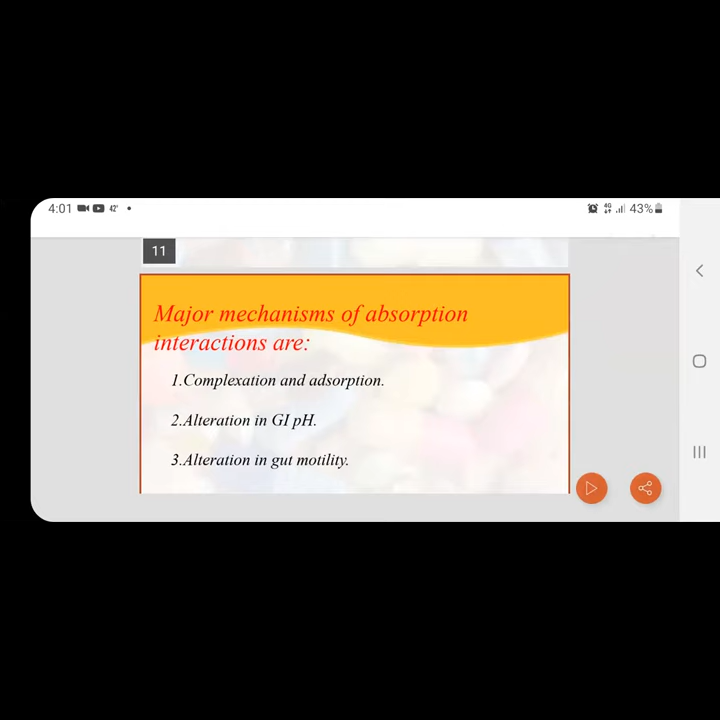 4:01 42° 4G 43%
11
Major mechanisms of absorption
interactions are:
1.Complexation and adsorption.
2.Alteration in GI pH.
3.Alteration in gut motility.